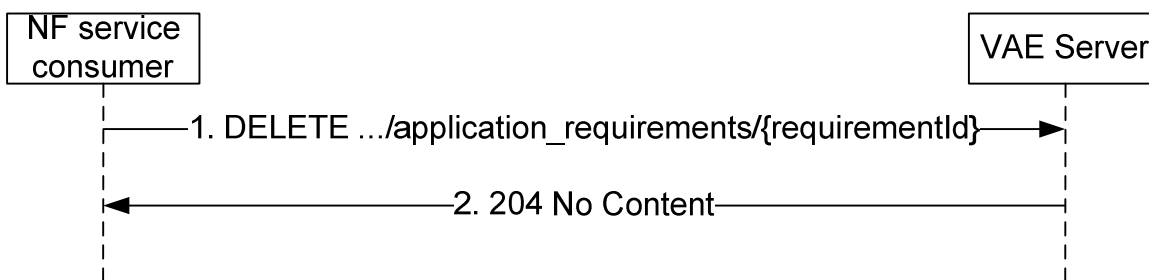 NF service
consumer
VAE Server
1. DELETE .../application_requirements/{requirementId}
2. 204 No Content